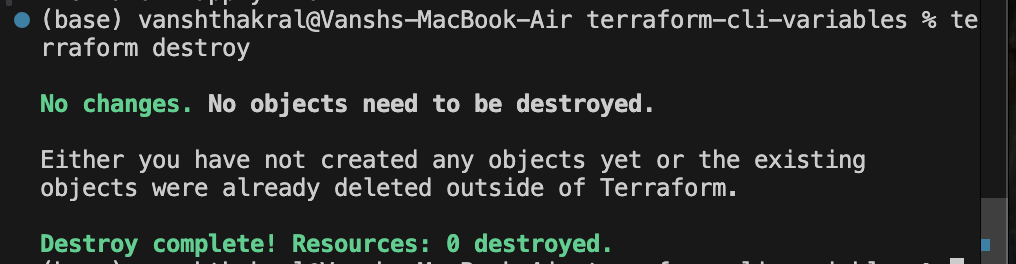 (base) vanshthakral@Vanshs-MacBook-Air terraform-cli-variables % te
rraform destroy
No changes. No objects need to be destroyed.
Either you have not created any objects yet or the existing
objects were already deleted outside of Terraform.
Destroy complete! Resources: 0 destroyed.